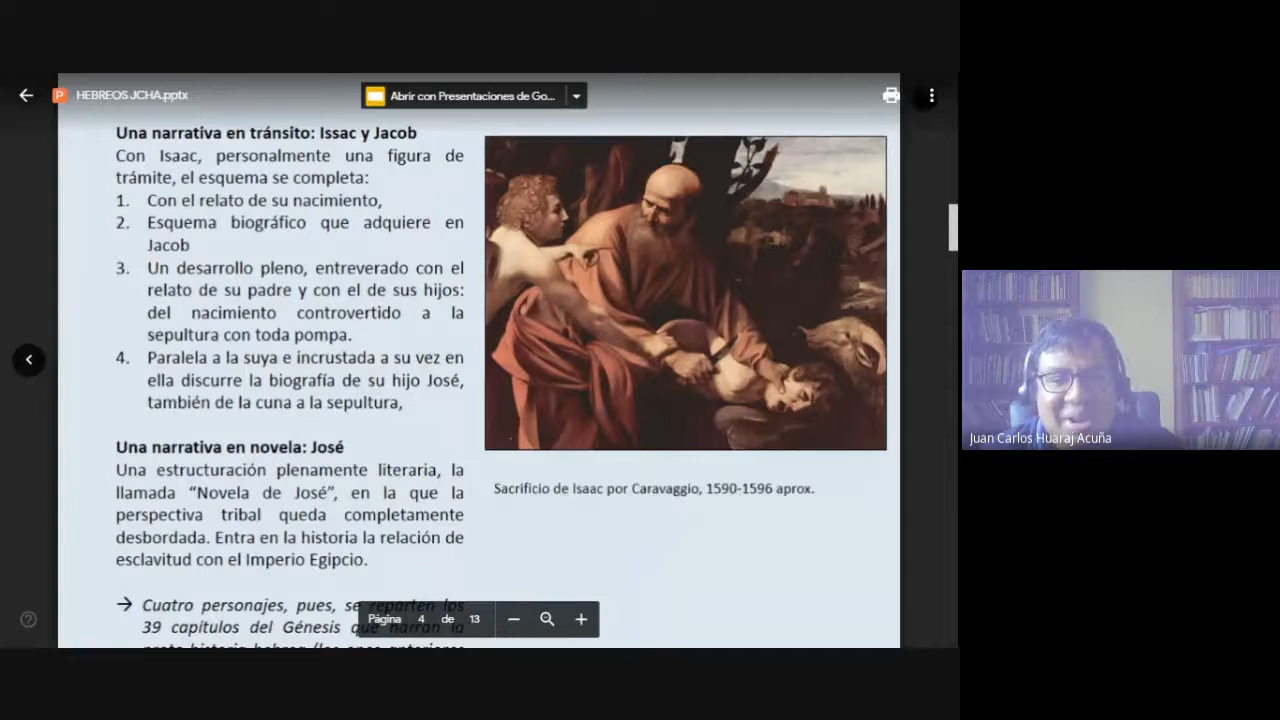 HEBREOS JCHA.pptx
Abrir con Presentaciones de Go...
Una narrativa en tránsito: Issac y Jacob
Con Isaac, personalmente una figura de
trámite, el esquema se completa:
1. Con el relato de su nacimiento,
2. Esquema biográfico que adquiere en
Jacob
3. Un desarrollo pleno, entreverado con el
relato de su padre y con el de sus hijos:
del nacimiento controvertido a la
sepultura con toda pompa.
4. Paralela a la suya e incrustada a su vez en
ella discurre la biografía de su hijo José,
también de la cuna a la sepultura,
Una narrativa en novela: José
Una estructuración plenamente literaria, la
llamada “Novela de José”, en la que la
perspectiva tribal queda completamente
desbordada. Entra en la historia la relación de
esclavitud con el Imperio Egipcio.
→ Cuatro personajes, pues, se reparten los
39 capítulos del Génesis que narran la
Sacrificio de Isaac por Caravaggio, 1590-1596 aprox.
Página 4 de 13
Juan Carlos Huaraj Acuña